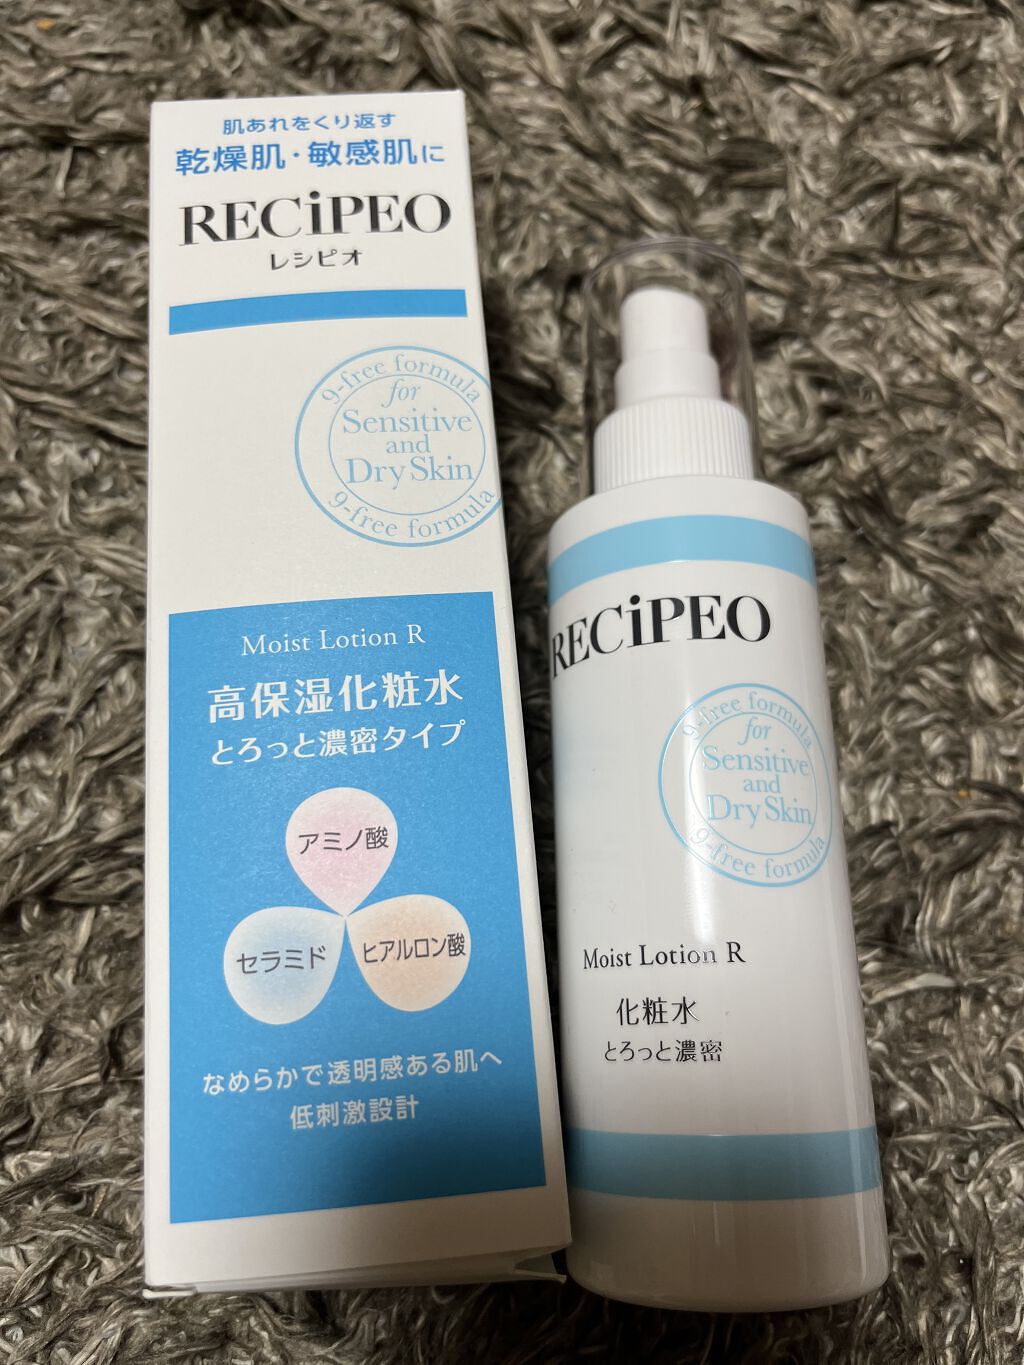 肌あれをくり返す
乾燥肌・敏感肌に
RECiPEO
レシピオ
9-free formula
for
Sensitive
and
Dry Skin
9-free formula
Moist Lotion R
高保湿化粧水
とろっと濃密タイプ
アミノ酸
セラミド
ヒアルロン酸
なめらかで透明感ある肌へ
低刺激設計
RECiPEO
9-free formula
for
Sensitive
and
Dry Skin
9-free formula
Moist Lotion R
化粧水
とろっと濃密